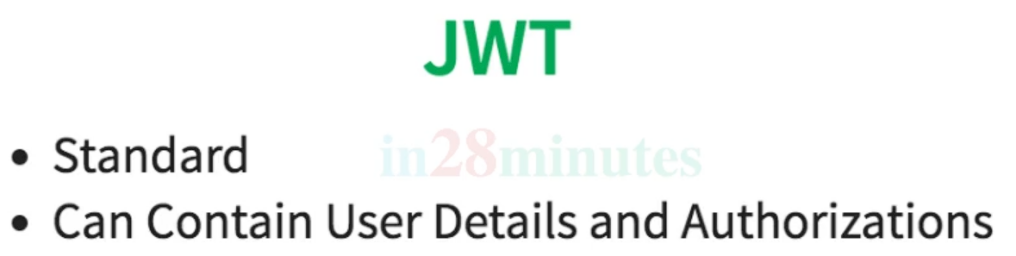 JWT
• Standard
in28minutes
• Can Contain User Details and Authorizations